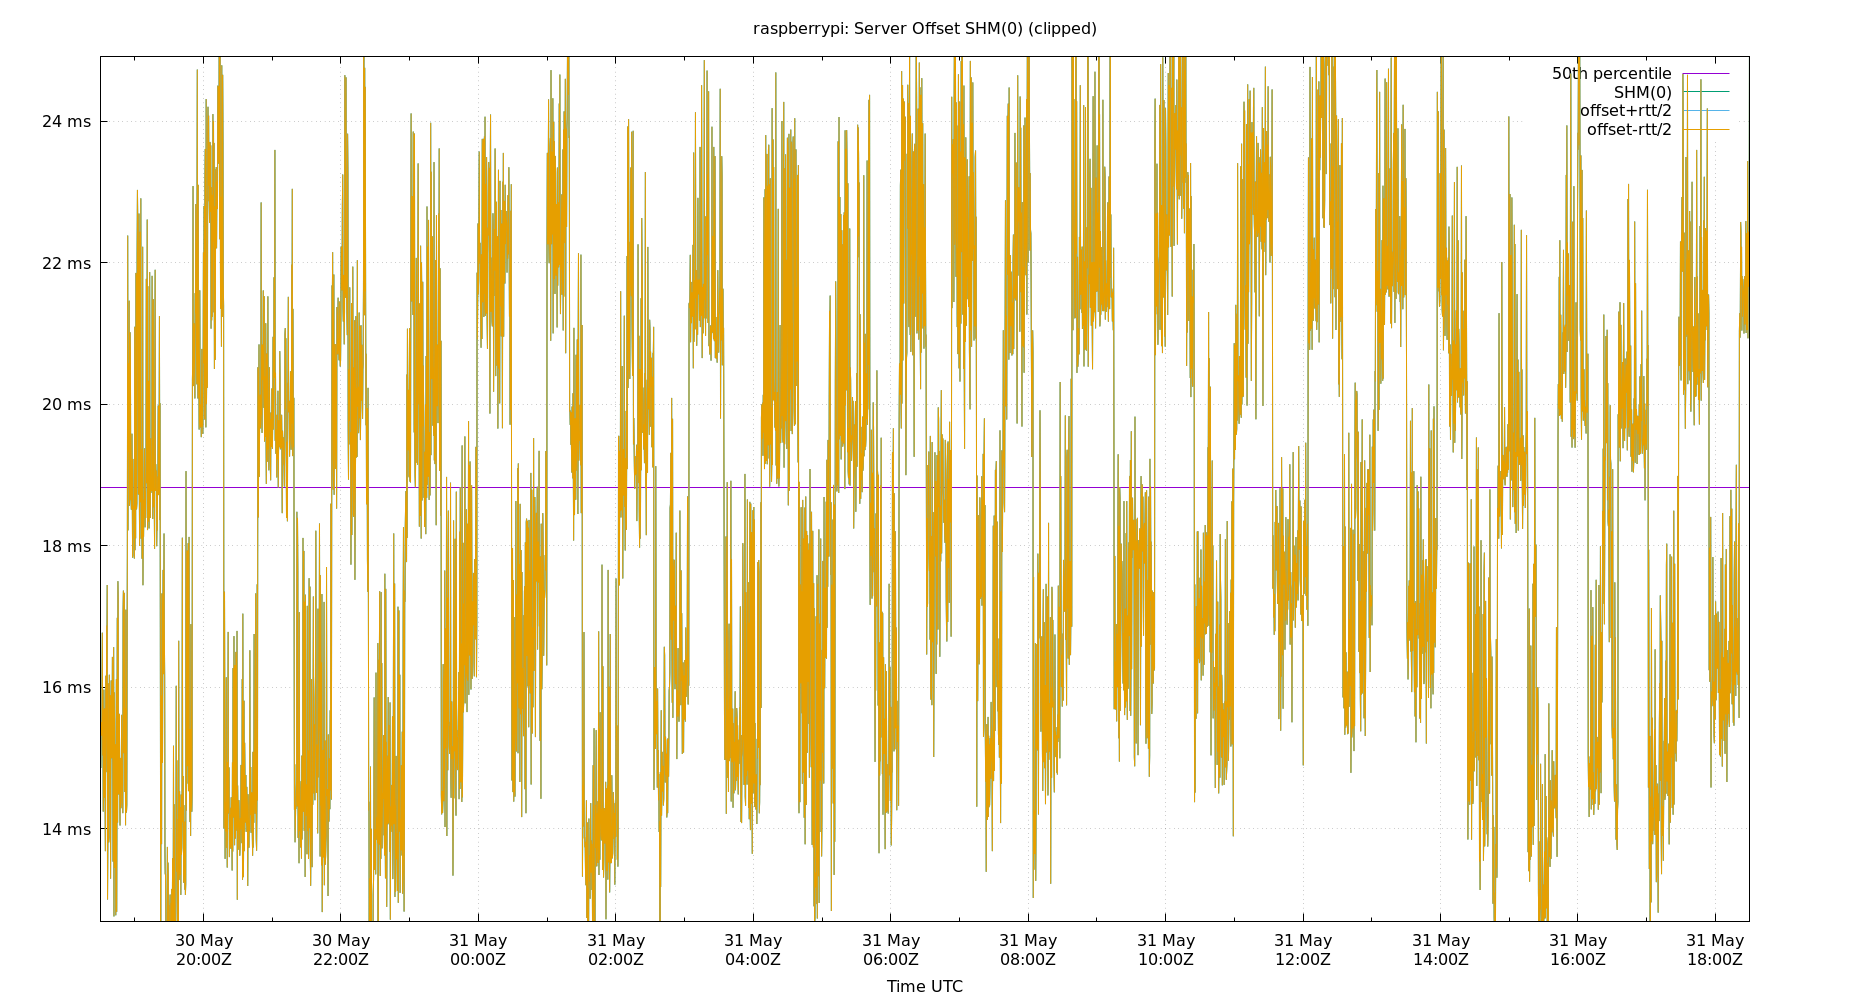 raspberrypi: Server Offset SHM(0) (clipped)
50th percentile
SHM(0)
offset+rtt/2
offset-rtt/2
24 ms
22 ms
20 ms
18 ms
16 ms
14 ms
30 May 30 May 31 May 31 May 31 May 31 May 31 May 31 May 31 May 31 May 31 May 31 May
20:00Z 22:00Z 00:00Z 02:00Z 04:00Z 06:00Z 08:00Z 10:00Z 12:00Z 14:00Z 16:00Z 18:00Z
Time UTC